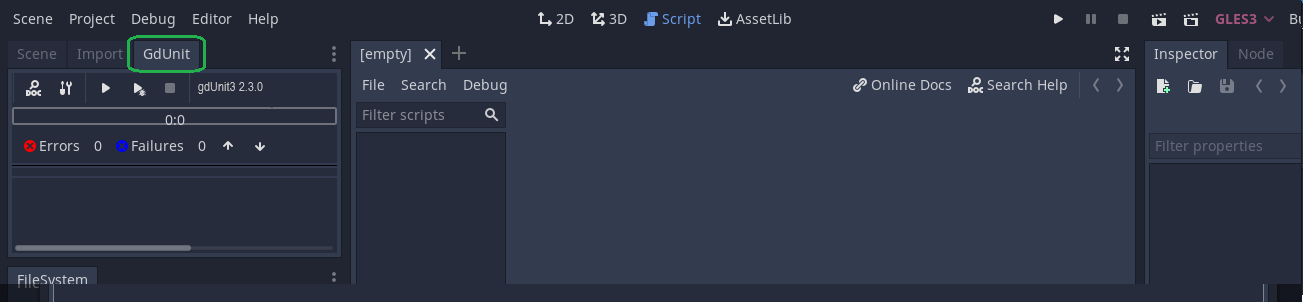 Scene Project Debug Editor Help 2D 3D Script AssetLib GLES3
Scene Import GdUnit [empty] Inspector Node
gdUnit3 2.3.0 File Search Debug Online Docs Search Help
DOC DOC
0:0 Filter scripts
Errors 0 Failures 0 Filter properties
FileSystem